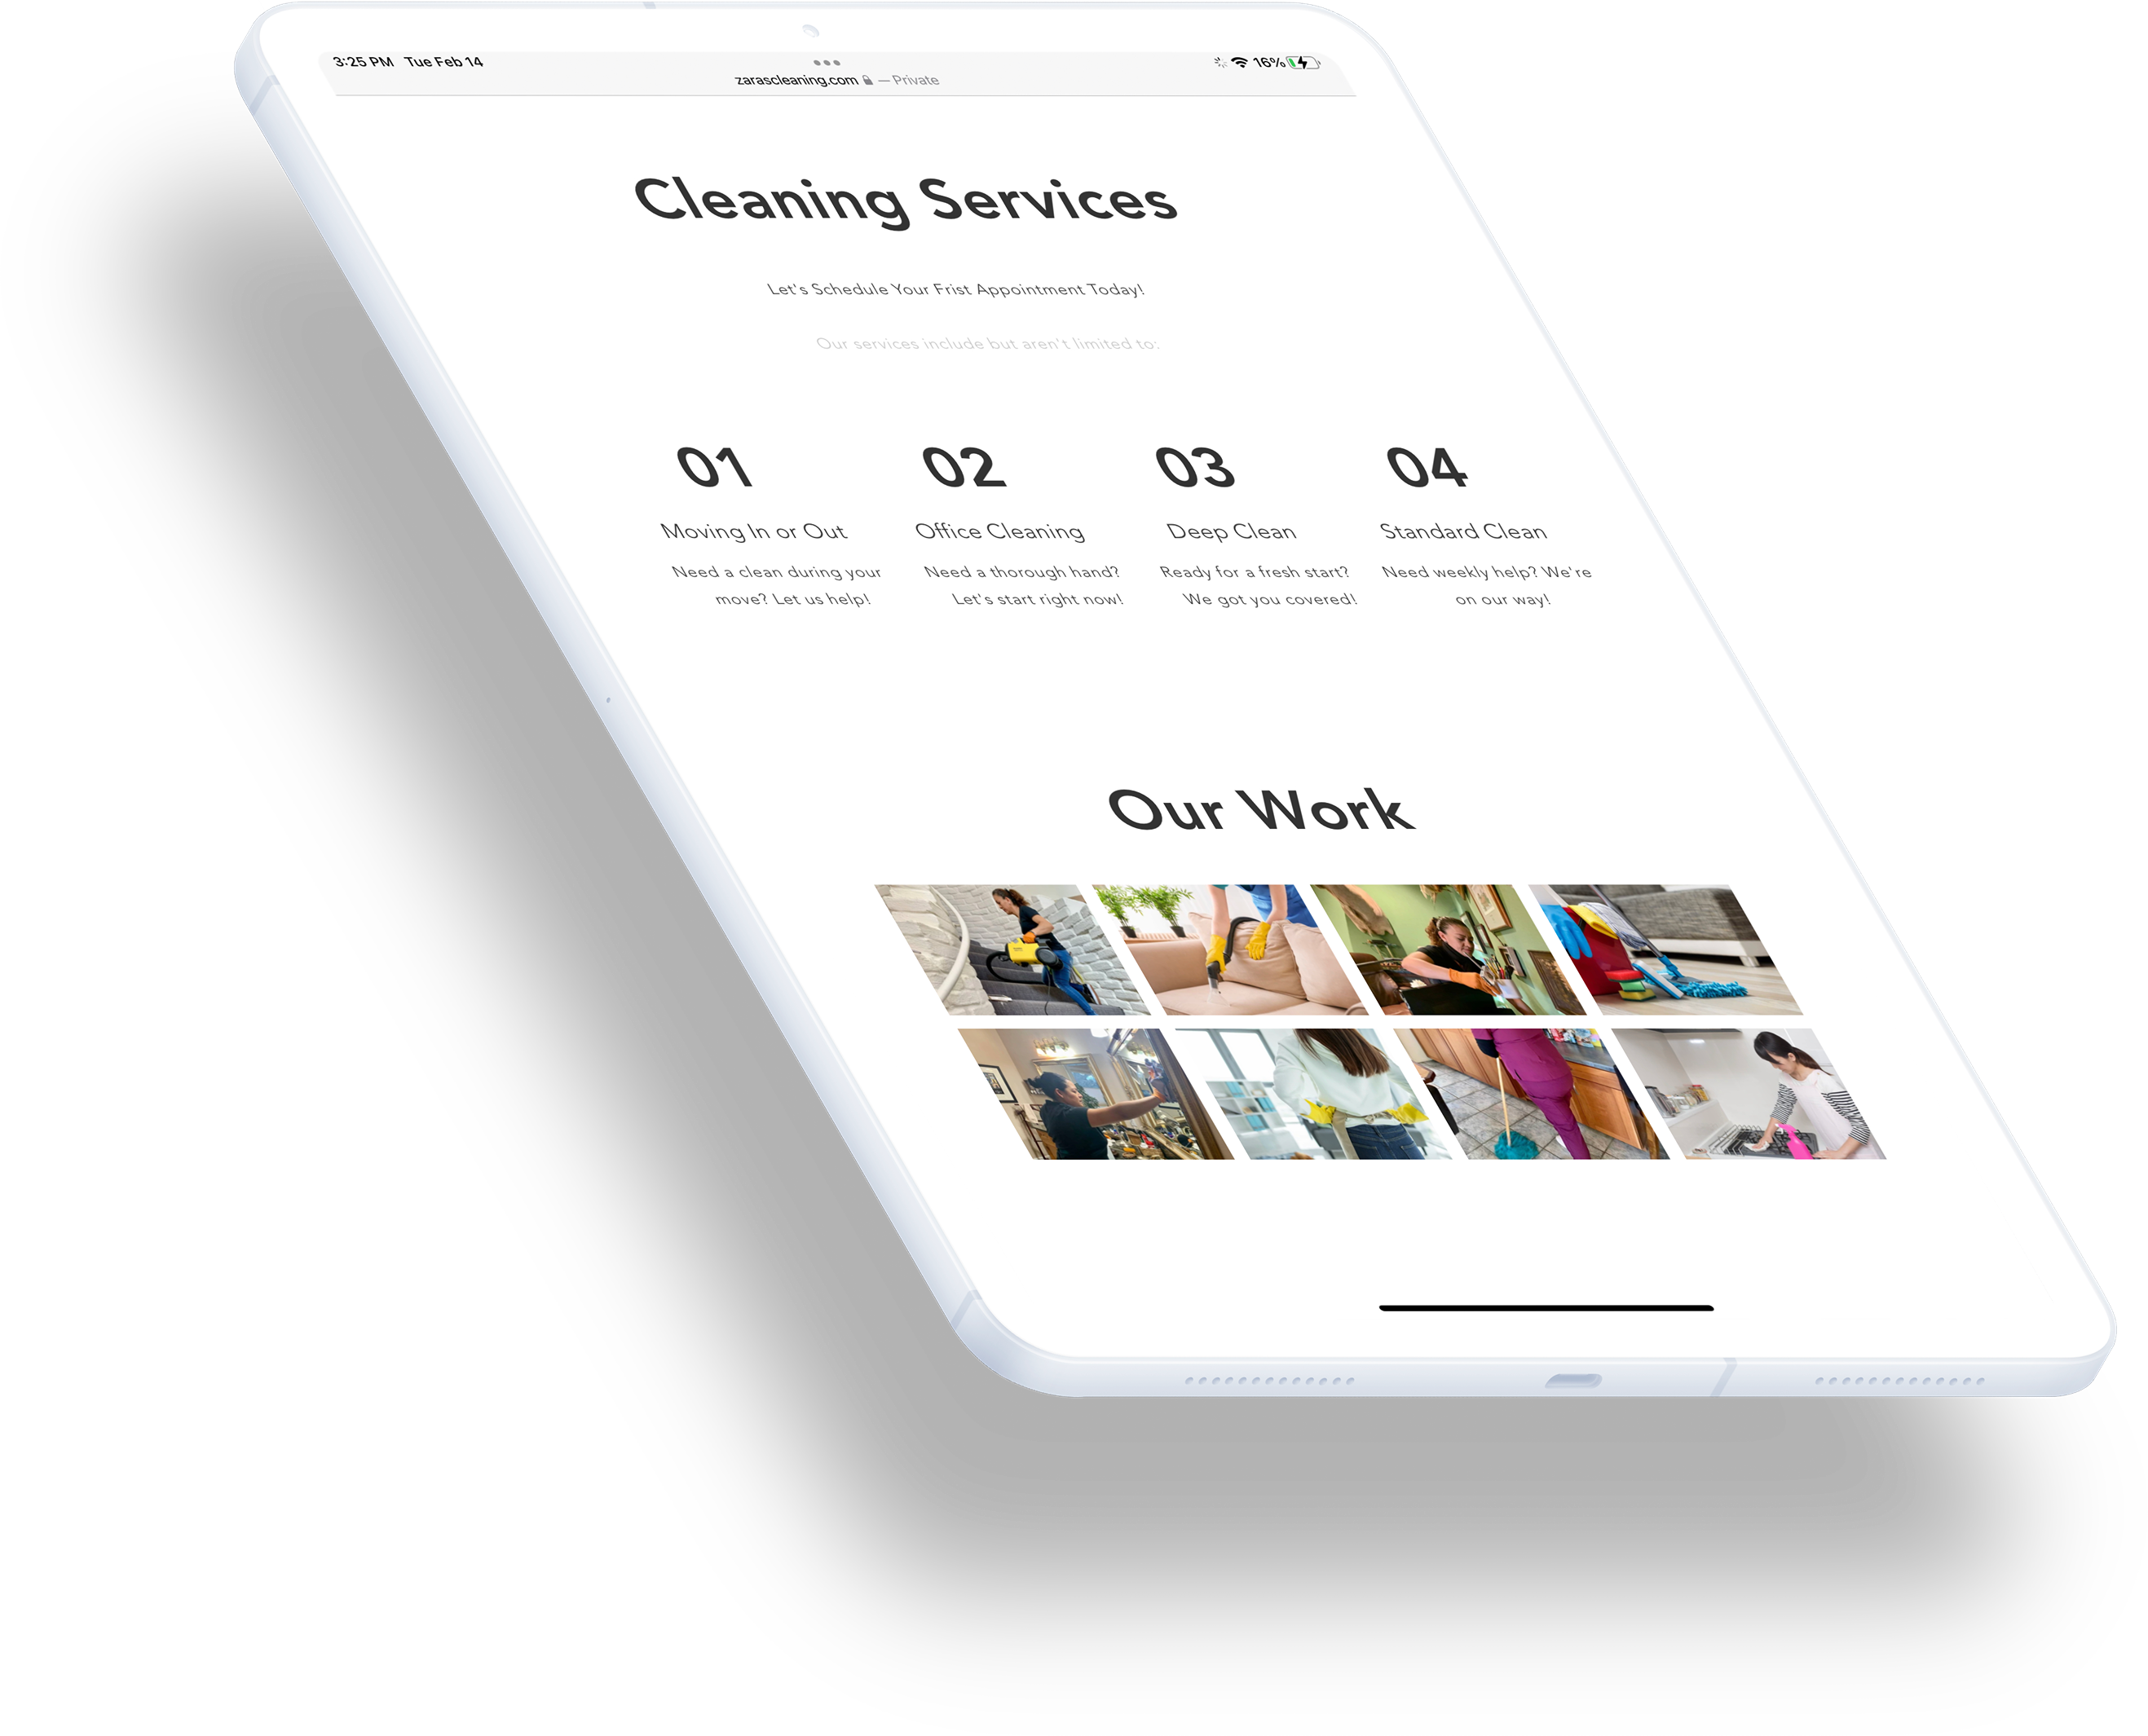 3:25 PM Tue Feb 14
16%
zarascleaning.com — Private
Cleaning Services
Let's Schedule Your Frist Appointment Today!
Our services include but aren't limited to:
01 02 03 04
Moving In or Out Office Cleaning Deep Clean Standard Clean
Need a clean during your Need a thorough hand? Ready for a fresh start? Need weekly help? We're
move? Let us help! Let's start right now! We got you covered! on our way!
Our Work